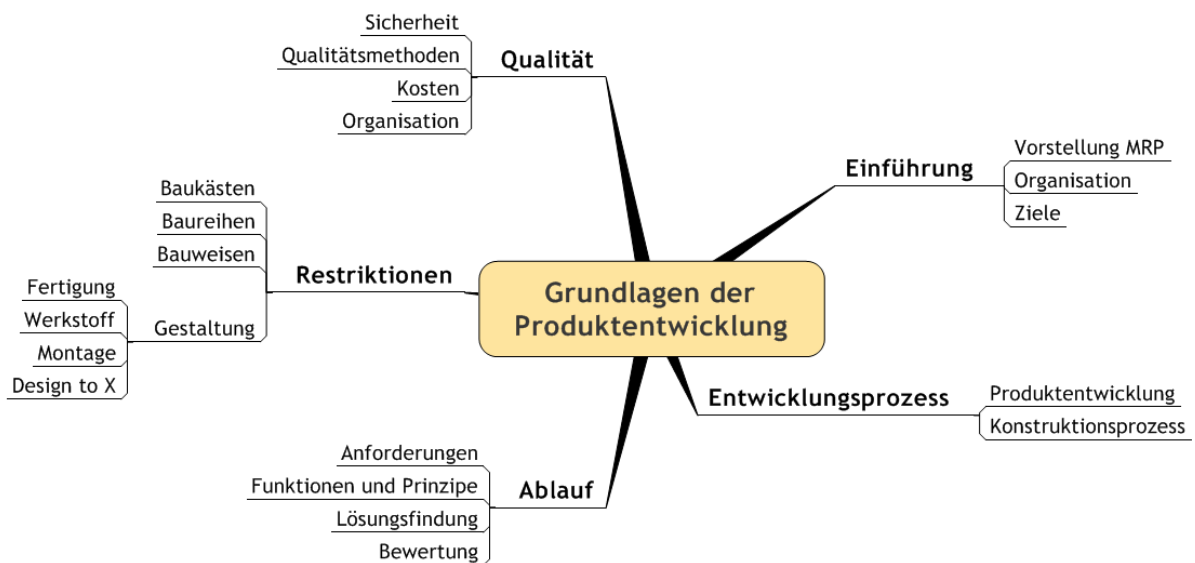 Grundlagen der
Produktentwicklung
Einführung
Vorstellung MRP
Organisation
Ziele
Entwicklungsprozess
Produktentwicklung
Konstruktionsprozess
Ablauf
Anforderungen
Funktionen und Prinzipe
Lösungsfindung
Bewertung
Restriktionen
Baukästen
Baureihen
Bauweisen
Gestaltung
Fertigung
Werkstoff
Montage
Design to X
Qualität
Sicherheit
Qualitätsmethoden
Kosten
Organisation